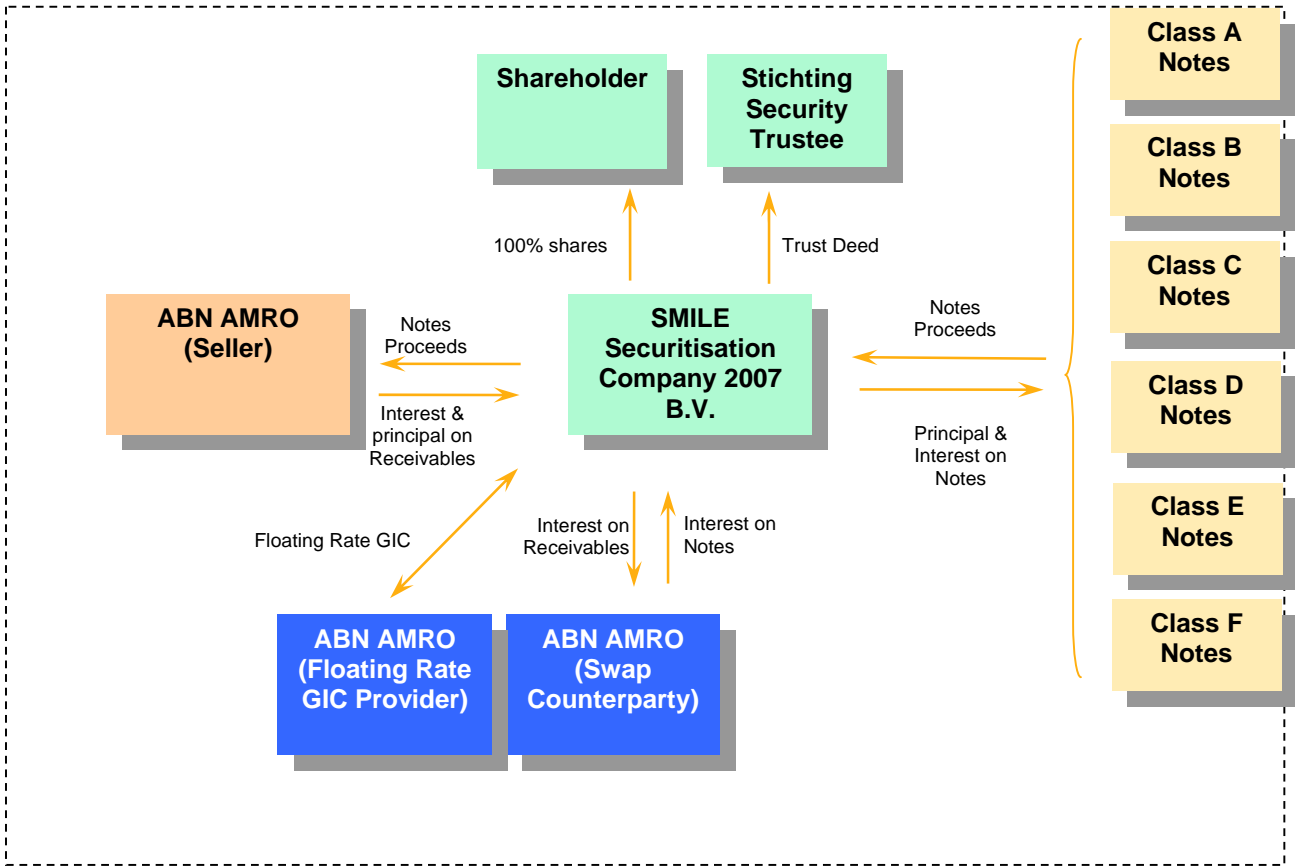 Shareholder
Stichting
Security
Trustee
100% shares
Trust Deed
ABN AMRO
(Seller)
Notes
Proceeds
Interest &
principal on
Receivables
SMILE
Securitisation
Company 2007
B.V.
Notes
Proceeds
Principal &
Interest on
Notes
Floating Rate GIC
Interest on
Receivables
Interest on
Notes
ABN AMRO
(Floating Rate
GIC Provider)
ABN AMRO
(Swap
Counterparty)
Class A
Notes
Class B
Notes
Class C
Notes
Class D
Notes
Class E
Notes
Class F
Notes